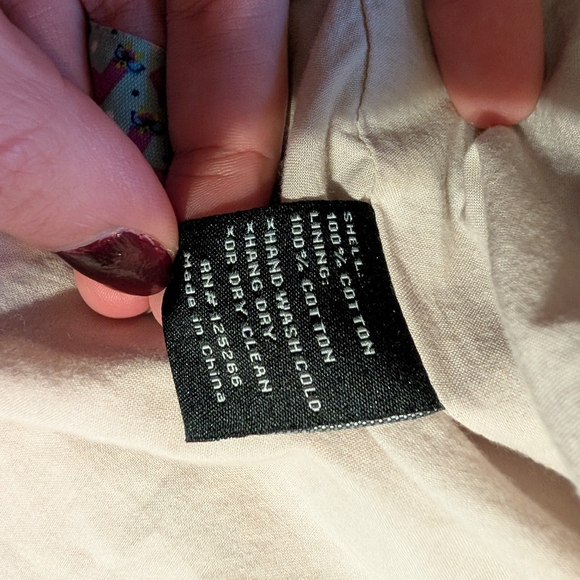 SHELL:
100% COTTON
LINING:
100% COTTON
×HAND WASH COLD
×HANG DRY
×OR DRY CLEAN
RN# 125266
Made in China